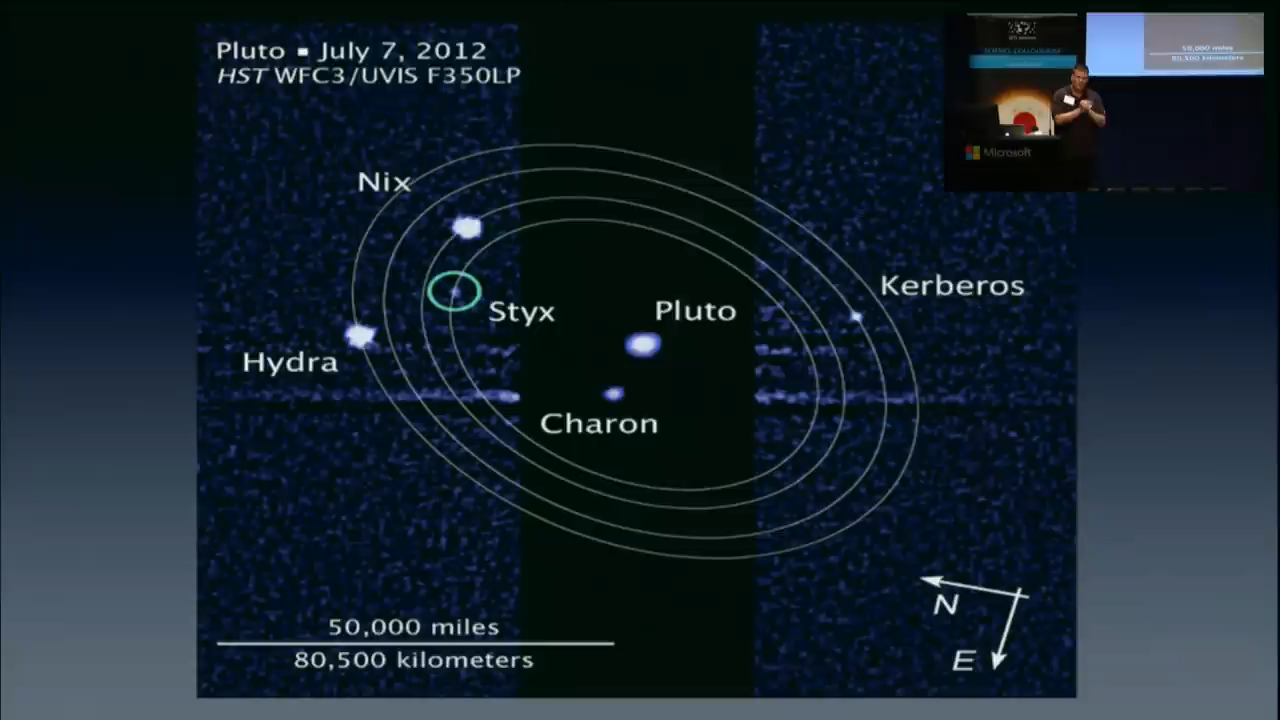 Pluto ▪ July 7, 2012
HST WFC3/UVIS F350LP
Nix
Kerberos
Styx
Pluto
Hydra
Charon
50,000 miles
80,500 kilometers
N
E
50,000 miles
80,500 kilometers
Microsoft